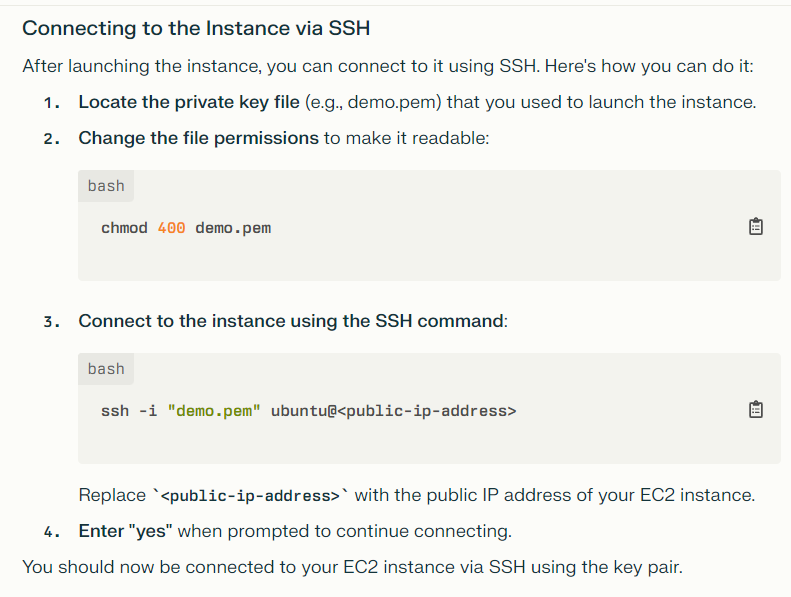 Connecting to the Instance via SSH
After launching the instance, you can connect to it using SSH. Here's how you can do it:
1. Locate the private key file (e.g., demo.pem) that you used to launch the instance.
2. Change the file permissions to make it readable:
bash
chmod 400 demo.pem
3. Connect to the instance using the SSH command:
bash
ssh -i "demo.pem" ubuntu@<public-ip-address>
Replace `<public-ip-address>` with the public IP address of your EC2 instance.
4. Enter "yes" when prompted to continue connecting.
You should now be connected to your EC2 instance via SSH using the key pair.